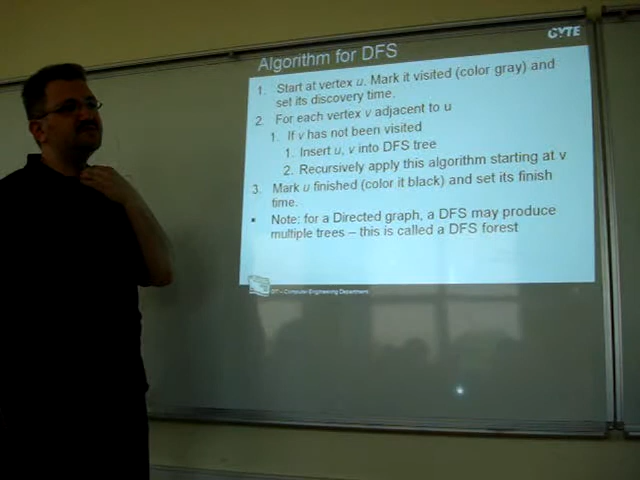 Algorithm for DFS
GYTE
1. Start at vertex u. Mark it visited (color gray) and
set its discovery time.
2. For each vertex v adjacent to u
1. If v has not been visited
1. Insert u, v into DFS tree
2. Recursively apply this algorithm starting at v
3. Mark u finished (color it black) and set its finish
time.
▪ Note: for a Directed graph, a DFS may produce
multiple trees – this is called a DFS forest
Computer Engineering Department